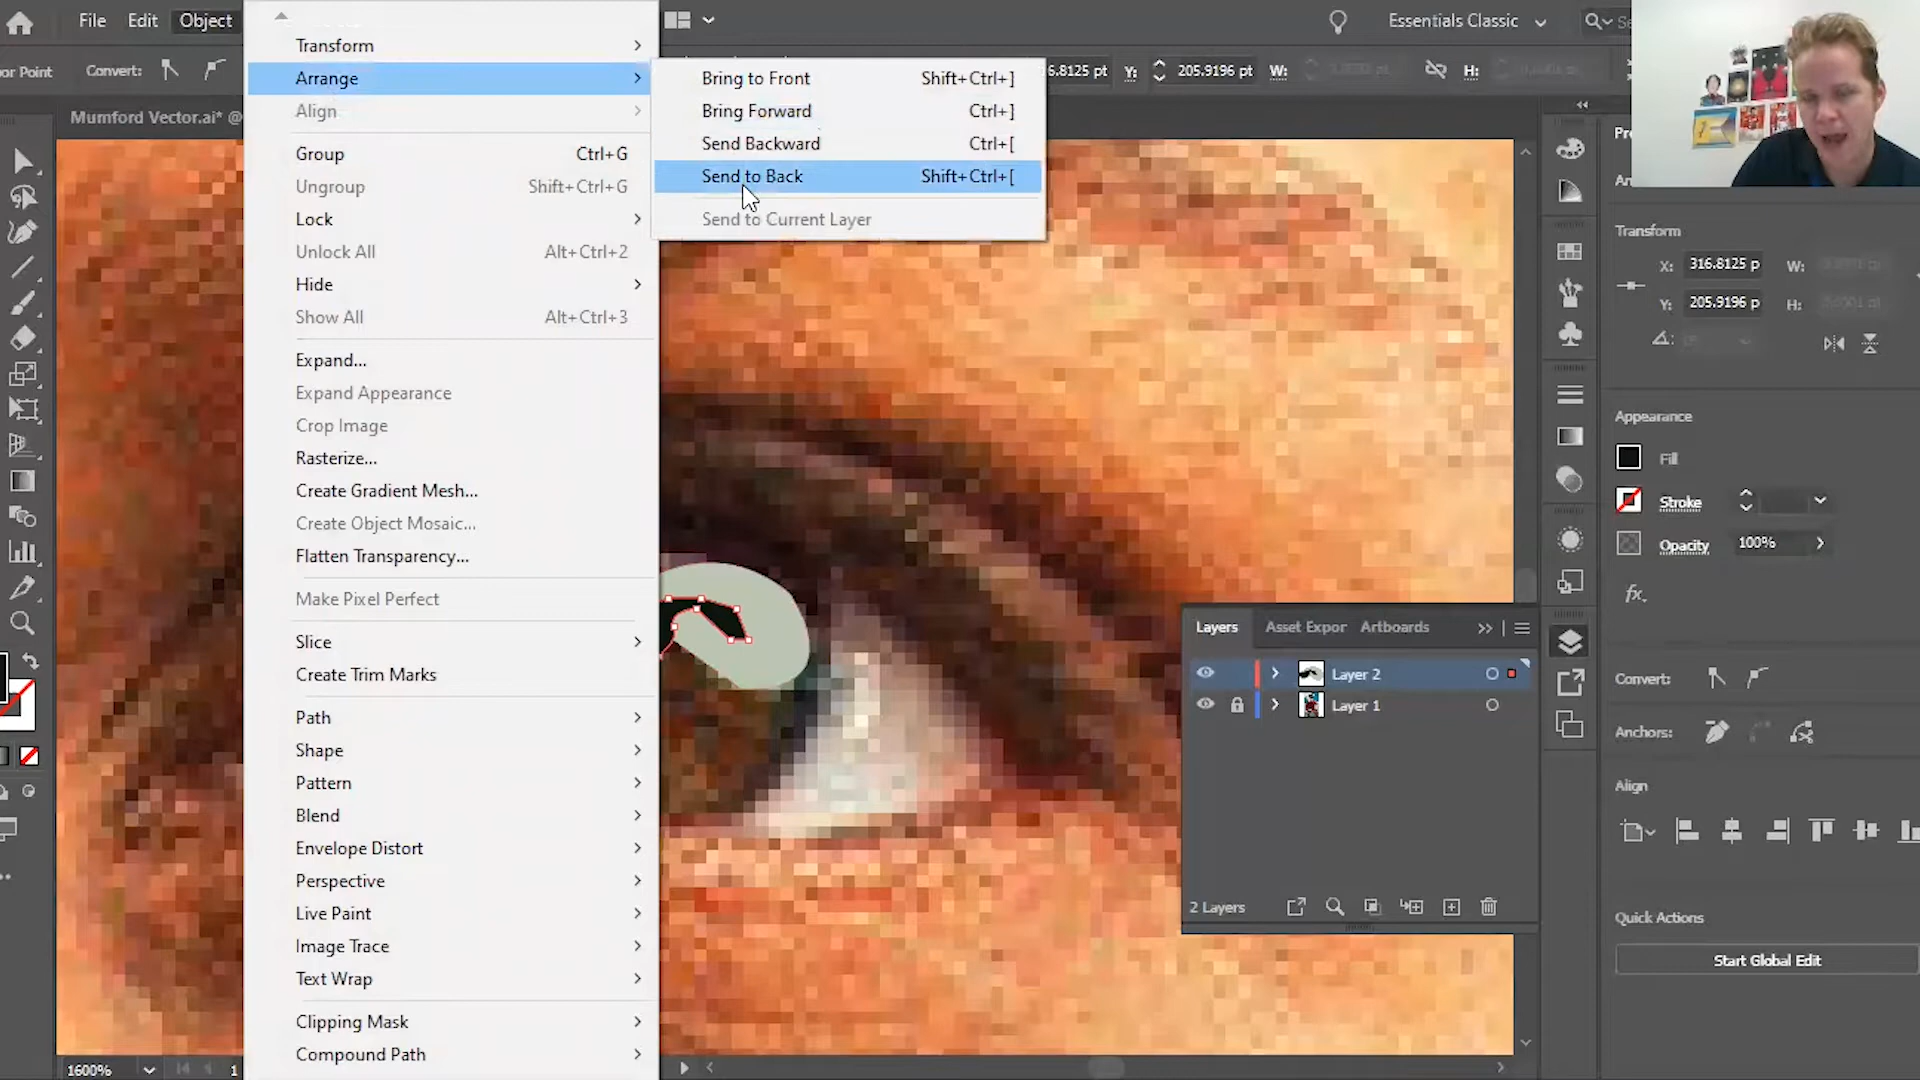 File Edit Object
Essentials Classic
or Point Convert:
6.8125 pt Y: 205.9196 pt W: H:
Mumford Vector.ai* @
Transform
Arrange
Align
Group Ctrl+G
Ungroup Shift+Ctrl+G
Lock
Unlock All Alt+Ctrl+2
Hide
Show All Alt+Ctrl+3
Expand...
Expand Appearance
Crop Image
Rasterize...
Create Gradient Mesh...
Create Object Mosaic...
Flatten Transparency...
Make Pixel Perfect
Slice
Create Trim Marks
Path
Shape
Pattern
Blend
Envelope Distort
Perspective
Live Paint
Image Trace
Text Wrap
Clipping Mask
Compound Path
Bring to Front Shift+Ctrl+]
Bring Forward Ctrl+]
Send Backward Ctrl+[
Send to Back Shift+Ctrl+[
Send to Current Layer
Transform
X: 316.8125 p W:
Y: 205.9196 p H:
Appearance
Fill
Stroke
Opacity 100%
fx.
Convert:
Anchors:
Align
Quick Actions
Start Global Edit
Layers Asset Expor Artboards
Layer 2
Layer 1
2 Layers
1600% 1